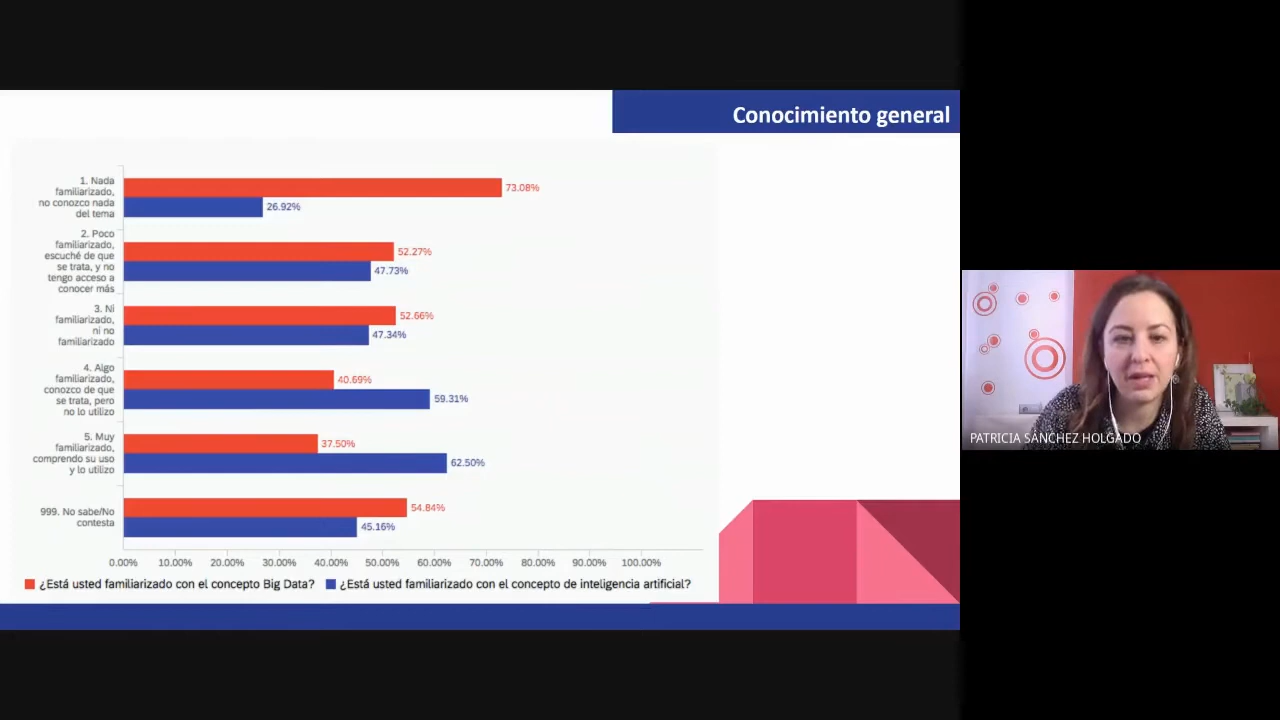 Conocimiento general
1. Nada
familiarizado,
no conozco nada
del tema
73.08%
26.92%
2. Poco
familiarizado,
escuché de que
se trata, y no
tengo acceso a
conocer más
52.27%
47.73%
3. Ni
familiarizado,
ni no
familiarizado
52.66%
47.34%
4. Algo
familiarizado,
conozco de que
se trata, pero
no lo utilizo
40.69%
59.31%
5. Muy
familiarizado,
comprendo su uso
y lo utilizo
37.50%
62.50%
999. No sabe/No
contesta
54.84%
45.16%
0.00% 10.00% 20.00% 30.00% 40.00% 50.00% 60.00% 70.00% 80.00% 90.00% 100.00%
¿Está usted familiarizado con el concepto Big Data? ¿Está usted familiarizado con el concepto de inteligencia artificial?
PATRICIA SÁNCHEZ HOLGADO